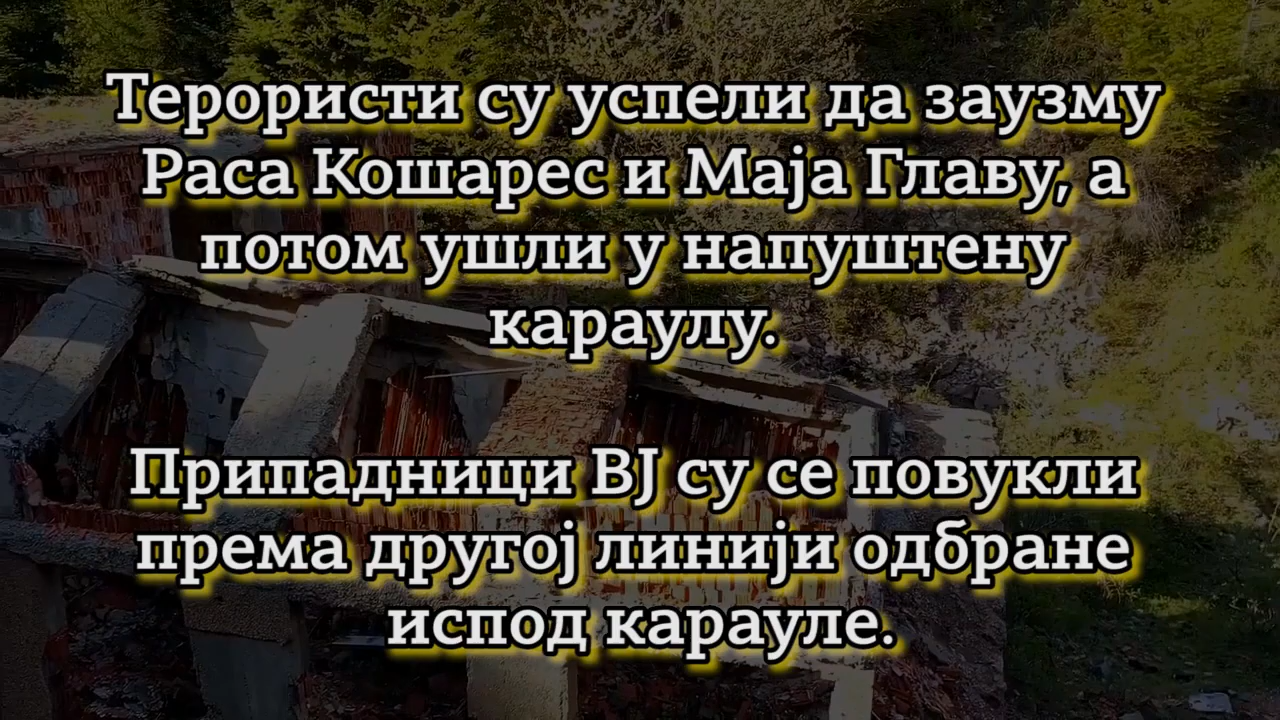 Терористи су успели да заузму
Раса Кошарес и Маја Главу, а
потом ушли у напуштену
караулу.
Припадници ВЈ су се повукли
према другој линији одбране
испод карауле.